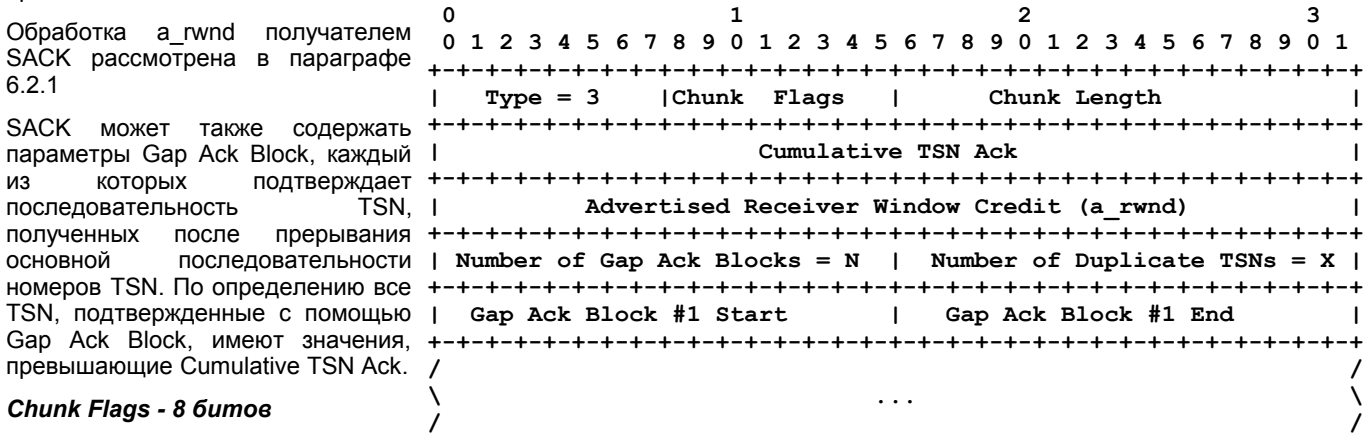 Обработка a_rwnd получателем
SACK рассмотрена в параграфе
6.2.1
SACK может также содержать
параметры Gap Ack Block, каждый
из которых подтверждает
последовательность TSN,
полученных после прерывания
основной последовательности
номеров TSN. По определению все
TSN, подтвержденные с помощью
Gap Ack Block, имеют значения,
превышающие Cumulative TSN Ack.
Chunk Flags - 8 битов
0 1 2 3
0 1 2 3 4 5 6 7 8 9 0 1 2 3 4 5 6 7 8 9 0 1 2 3 4 5 6 7 8 9 0 1
+-+-+-+-+-+-+-+-+-+-+-+-+-+-+-+-+-+-+-+-+-+-+-+-+-+-+-+-+-+-+-+-+
| Type = 3 |Chunk Flags | Chunk Length |
+-+-+-+-+-+-+-+-+-+-+-+-+-+-+-+-+-+-+-+-+-+-+-+-+-+-+-+-+-+-+-+-+
| Cumulative TSN Ack |
+-+-+-+-+-+-+-+-+-+-+-+-+-+-+-+-+-+-+-+-+-+-+-+-+-+-+-+-+-+-+-+-+
| Advertised Receiver Window Credit (a_rwnd) |
+-+-+-+-+-+-+-+-+-+-+-+-+-+-+-+-+-+-+-+-+-+-+-+-+-+-+-+-+-+-+-+-+
| Number of Gap Ack Blocks = N | Number of Duplicate TSNs = X |
+-+-+-+-+-+-+-+-+-+-+-+-+-+-+-+-+-+-+-+-+-+-+-+-+-+-+-+-+-+-+-+-+
| Gap Ack Block #1 Start | Gap Ack Block #1 End |
+-+-+-+-+-+-+-+-+-+-+-+-+-+-+-+-+-+-+-+-+-+-+-+-+-+-+-+-+-+-+-+-+
/ /
\ ... \
/ /